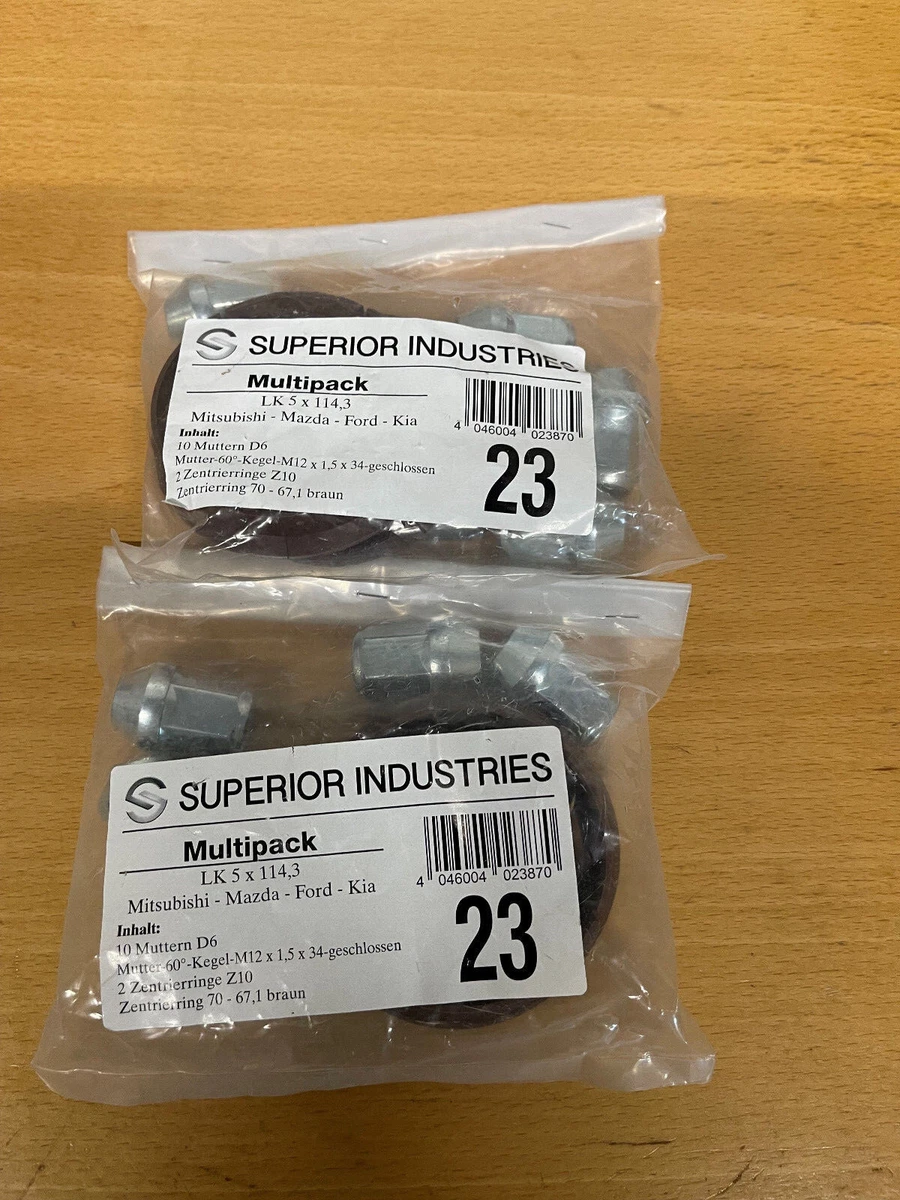 SUPERIOR INDUSTRIES
Multipack
LK 5 x 114,3
Mitsubishi - Mazda - Ford - Kia
Inhalt:
10 Muttern D6
Mutter-60°-Kegel-M12 x 1,5 x 34-geschlossen
2 Zentrierringe Z10
Zentrierring 70 - 67,1 braun
4 046004 023870
23
SUPERIOR INDUSTRIES
Multipack
LK 5 x 114,3
Mitsubishi - Mazda - Ford - Kia
Inhalt:
10 Muttern D6
Mutter-60°-Kegel-M12 x 1,5 x 34-geschlossen
2 Zentrierringe Z10
Zentrierring 70 - 67,1 braun
4 046004 023870
23